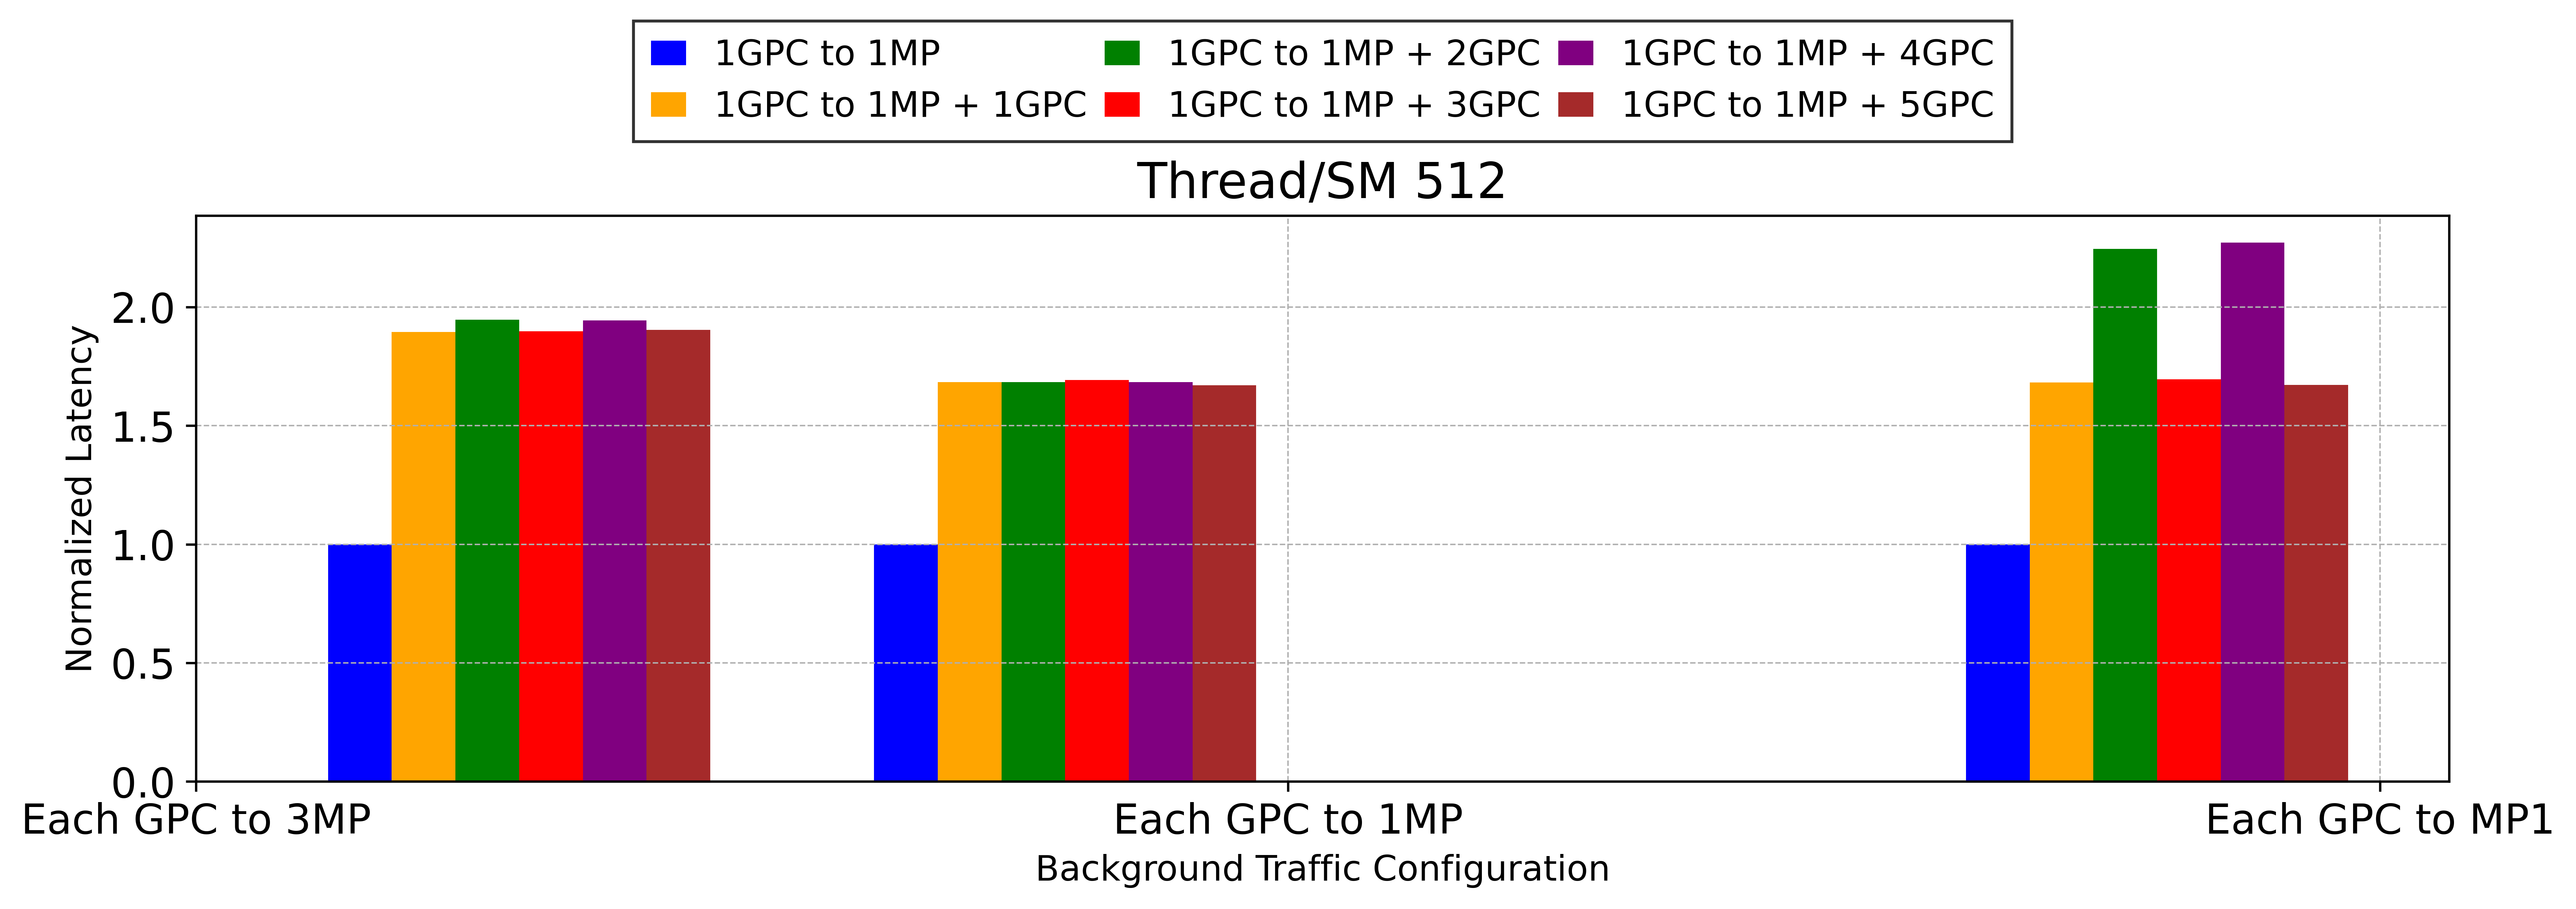 1GPC to 1MP
1GPC to 1MP + 1GPC
1GPC to 1MP + 2GPC
1GPC to 1MP + 3GPC
1GPC to 1MP + 4GPC
1GPC to 1MP + 5GPC
Thread/SM 512
Normalized Latency
2.0
1.5
1.0
0.5
0.0
Each GPC to 3MP
Each GPC to 1MP
Each GPC to MP1
Background Traffic Configuration